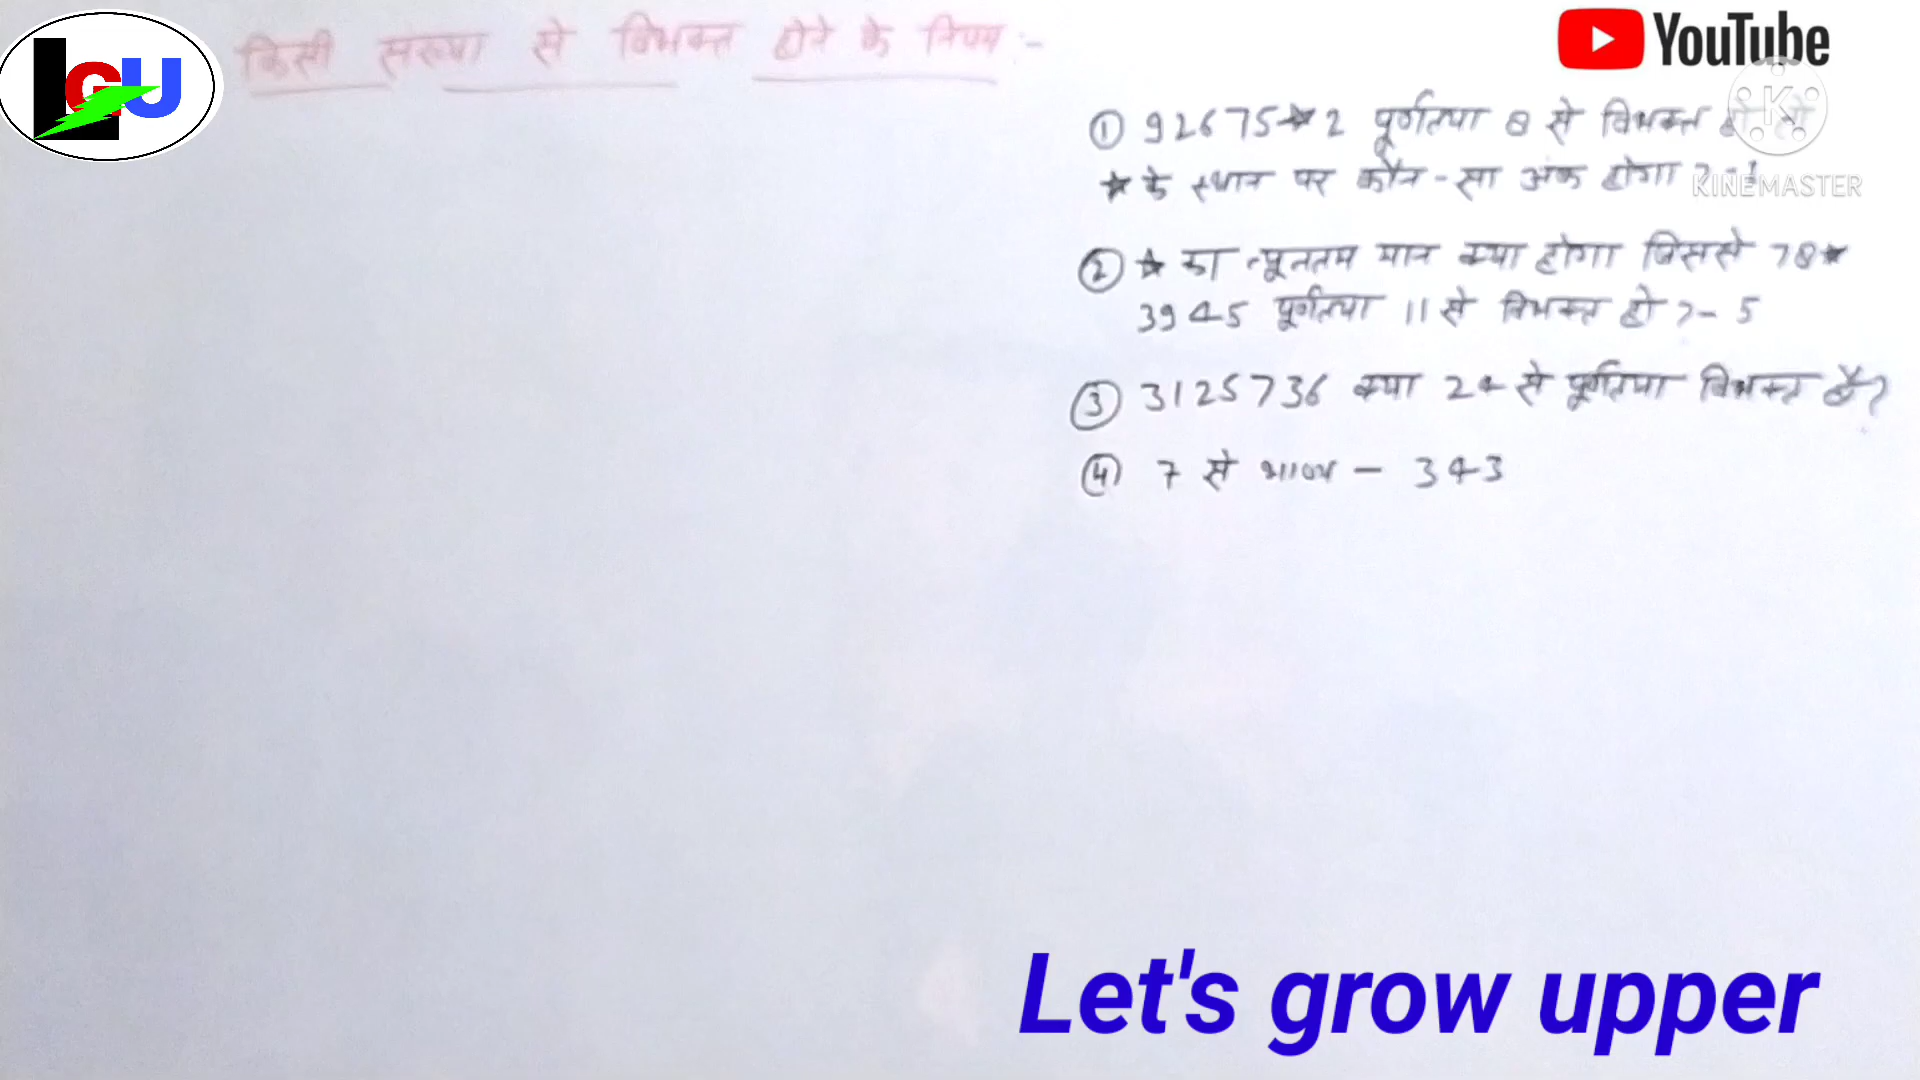 LGU
किसी संख्या से विभक्त होने के नियम :-
YouTube
① 92675*2 पूर्णतया 8 से विभक्त हो तो
* के स्थान पर कौन-सा अंक होगा ? -
KINEMASTER
② * का न्यूनतम मान क्या होगा जिससे 78*
3945 पूर्णतया 11 से विभक्त हो ? - 5
③ 3125736 क्या 24 से पूर्णतया विभक्त है ?
④ 7 से भाज्य - 343
Let's grow upper